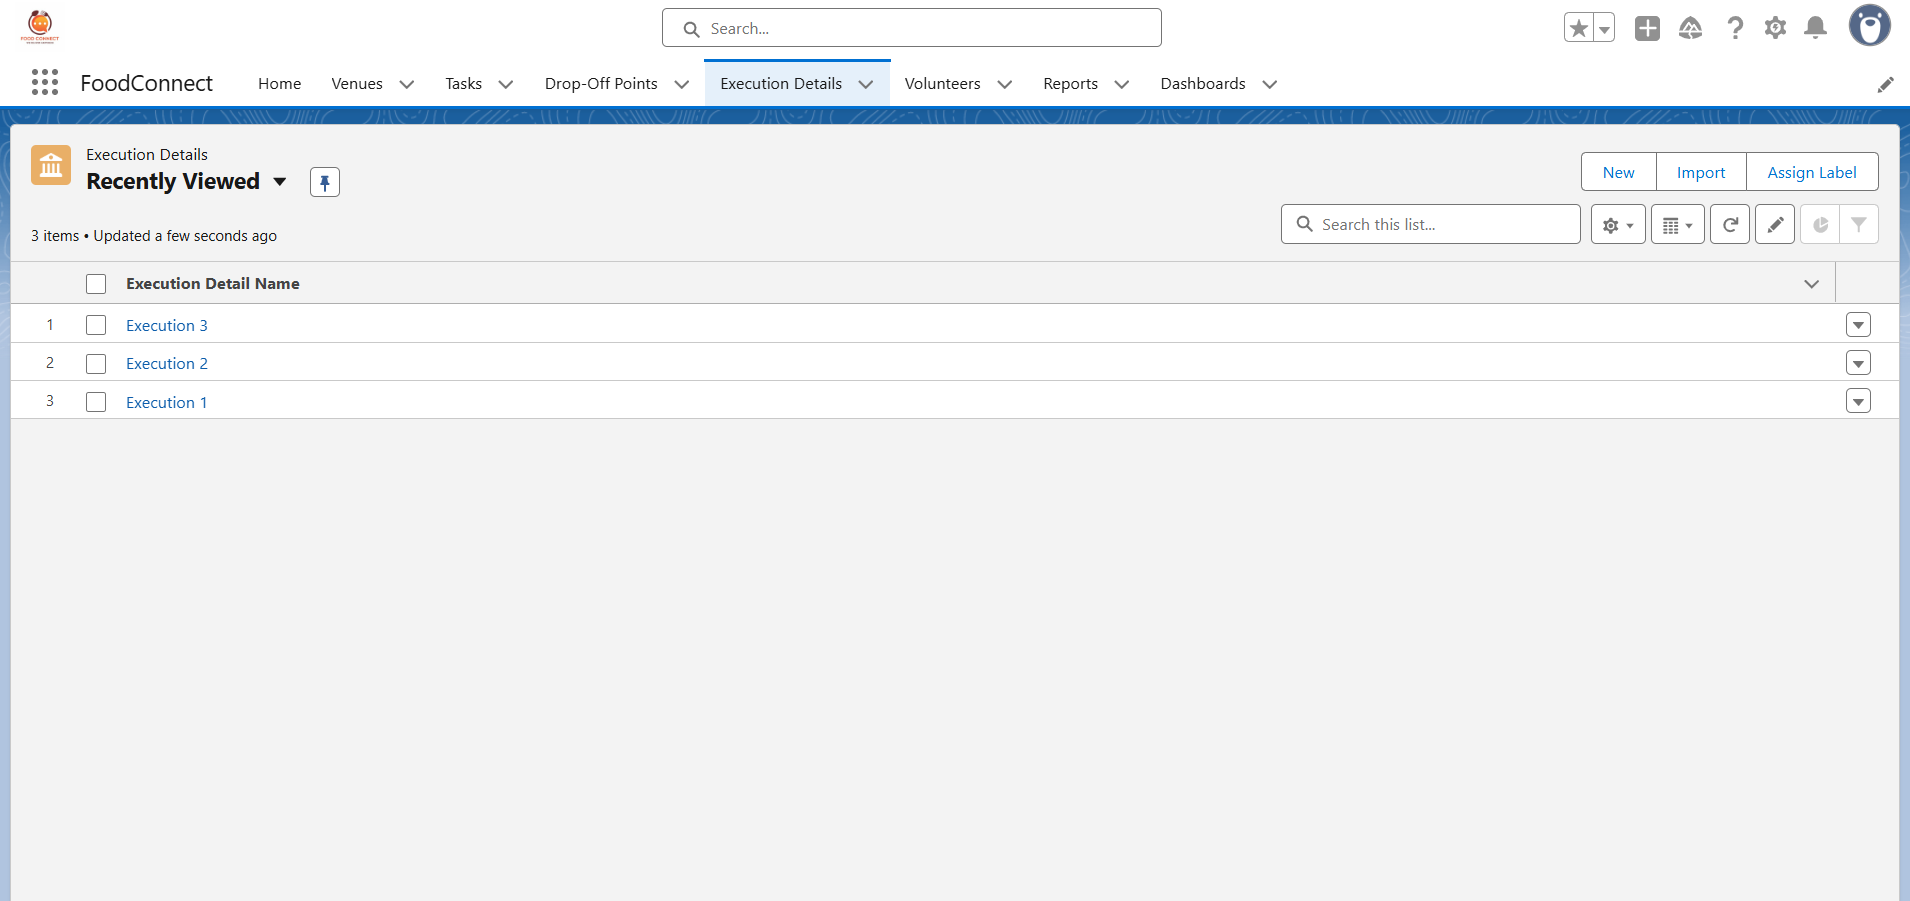 FOOD CONNECT
Search...
FoodConnect
Home
Venues
Tasks
Drop-Off Points
Execution Details
Volunteers
Reports
Dashboards
Execution Details
Recently Viewed
New
Import
Assign Label
3 items • Updated a few seconds ago
Search this list...
Execution Detail Name
1 Execution 3
2 Execution 2
3 Execution 1